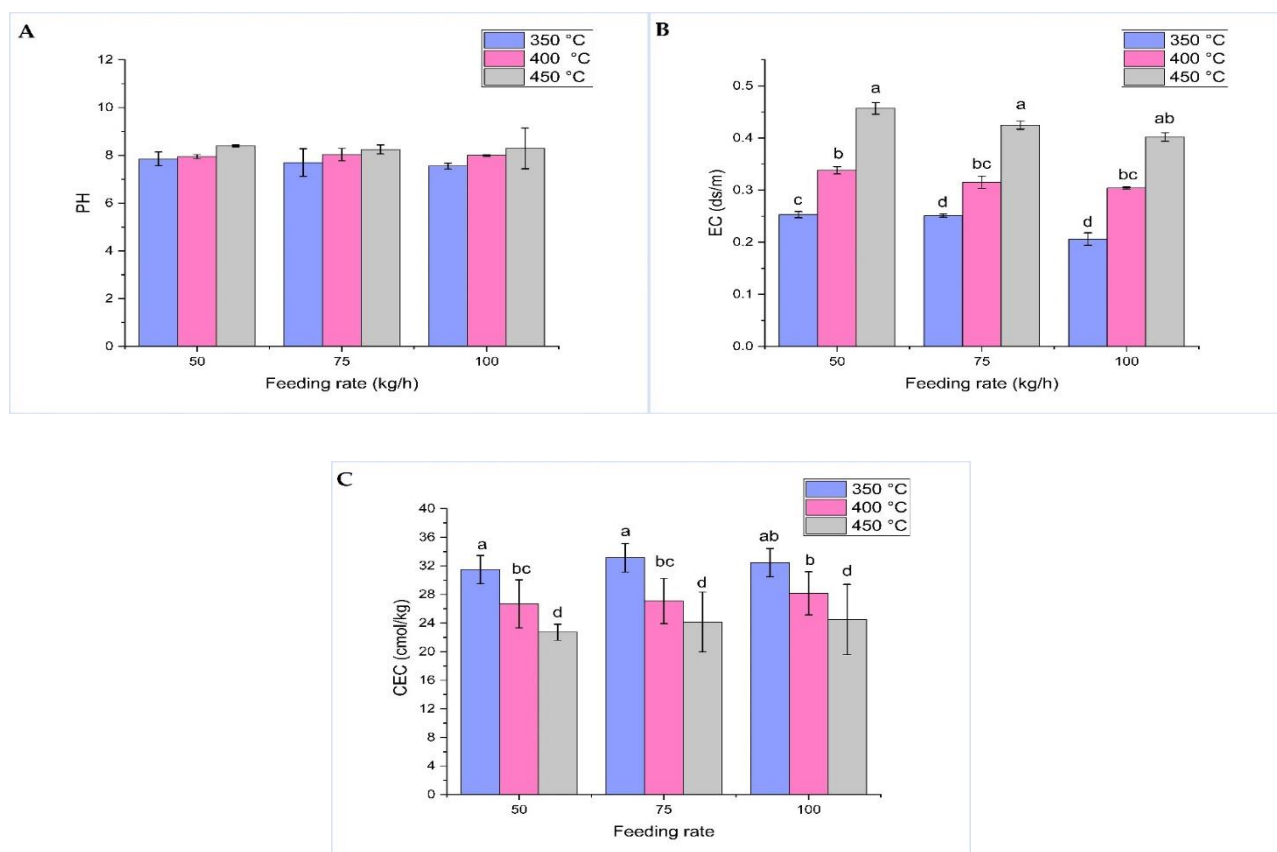 A
350 °C
400 °C
450 °C
12
10
8
6
4
2
0
PH
50
75
100
Feeding rate (kg/h)
B
350 °C
400 °C
450 °C
0.5
0.4
0.3
0.2
0.1
0.0
EC (ds/m)
c
b
a
d
bc
a
d
bc
ab
50
75
100
Feeding rate (kg/h)
C
350 °C
400 °C
450 °C
40
36
32
28
24
20
16
12
8
4
0
CEC (cmol/kg)
a
bc
d
a
bc
d
ab
b
d
50
75
100
Feeding rate